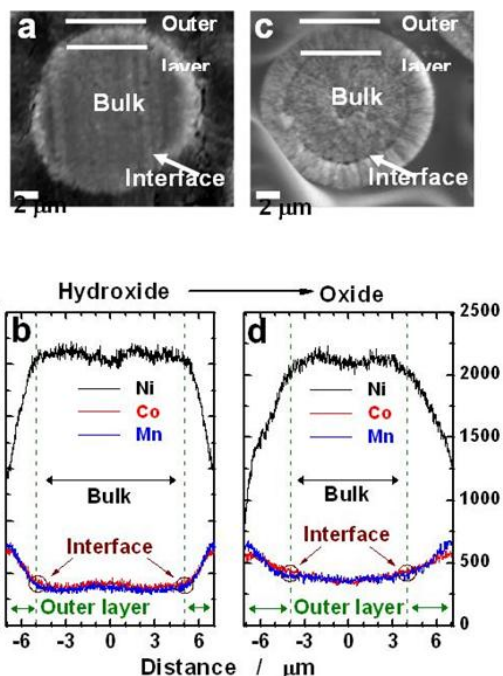 a
Outer
layer
Bulk
Interface
2 μm
c
Outer
layer
Bulk
Interface
2 μm
Hydroxide
Oxide
b
Ni
Co
Mn
Bulk
Interface
Outer layer
-6 -3 0 3 6
d
Ni
Co
Mn
Bulk
Interface
Outer layer
-6 -3 0 3 6
2500
2000
1500
1000
500
0
Distance / μm